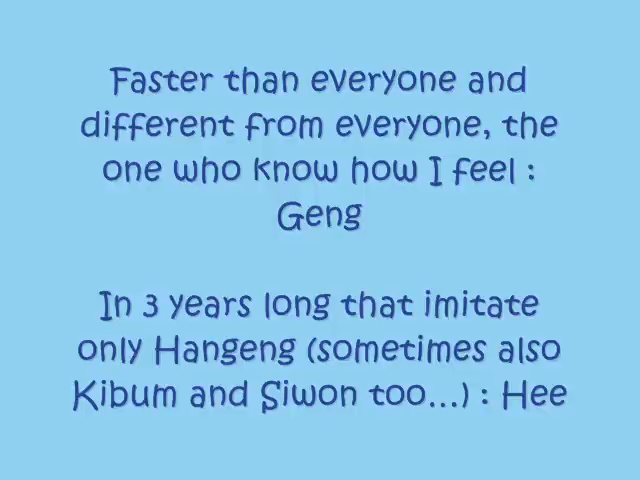 Faster than everyone and
different from everyone, the
one who know how I feel :
Geng
In 3 years long that imitate
only Hangeng (sometimes also
Kibum and Siwon too...) : Hee